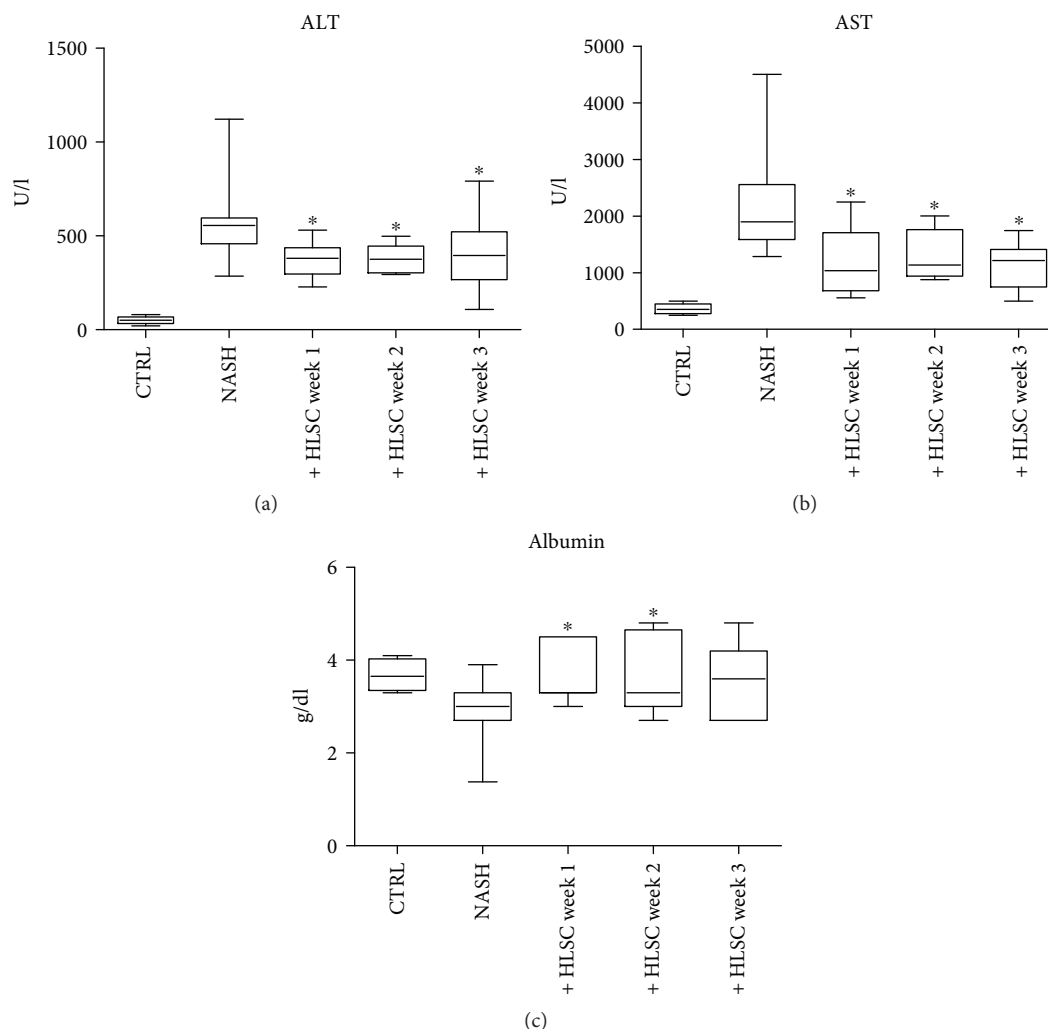 ALT
1500
1000
500
0
U/l
*
*
*
CTRL
NASH
+ HLSC week 1
+ HLSC week 2
+ HLSC week 3
(a)
AST
5000
4000
3000
2000
1000
0
U/l
*
*
*
CTRL
NASH
+ HLSC week 1
+ HLSC week 2
+ HLSC week 3
(b)
Albumin
6
4
2
0
g/dl
*
*
CTRL
NASH
+ HLSC week 1
+ HLSC week 2
+ HLSC week 3
(c)